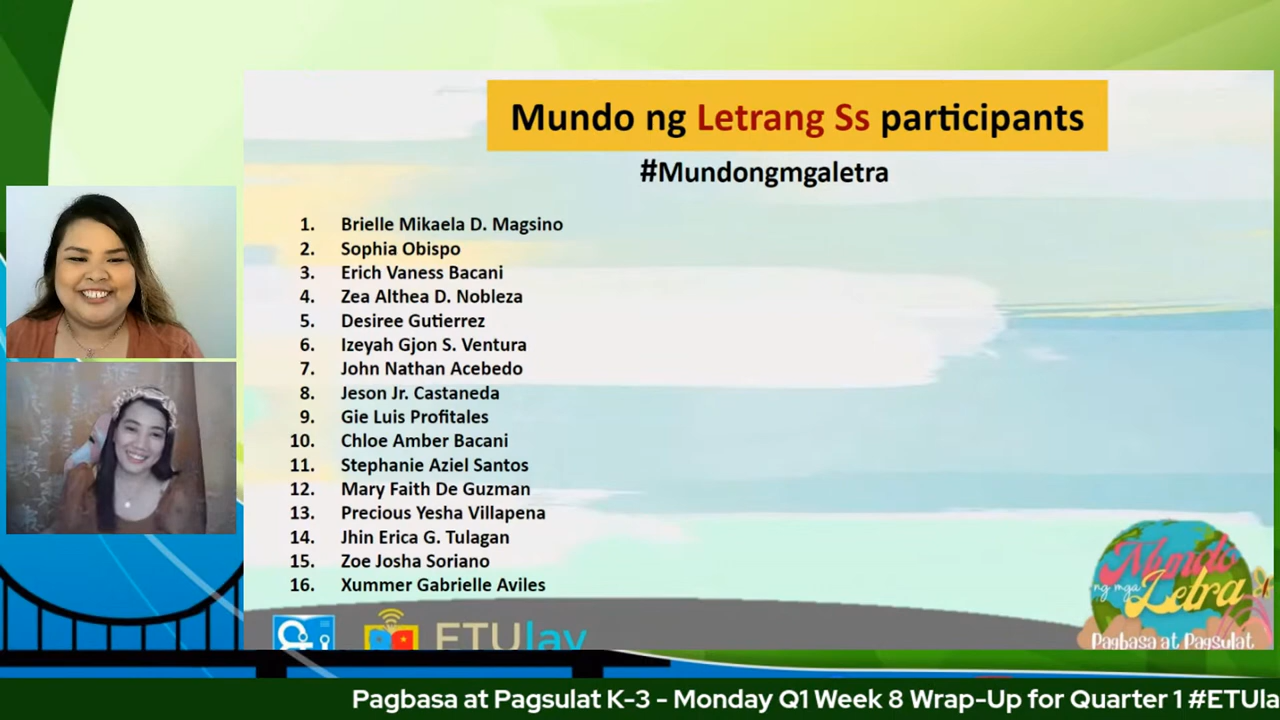 Mundo ng Letrang Ss participants
#Mundongmgaletra
1. Brielle Mikaela D. Magsino
2. Sophia Obispo
3. Erich Vaness Bacani
4. Zea Althea D. Nobleza
5. Desiree Gutierrez
6. Izeyah Gjon S. Ventura
7. John Nathan Acebedo
8. Jeson Jr. Castaneda
9. Gie Luis Profitales
10. Chloe Amber Bacani
11. Stephanie Aziel Santos
12. Mary Faith De Guzman
13. Precious Yesha Villapena
14. Jhin Erica G. Tulagan
15. Zoe Josha Soriano
16. Xummer Gabrielle Aviles
Mundo
ng mga Letra
Pagbasa at Pagsulat
ETUlay
Pagbasa at Pagsulat K-3 - Monday Q1 Week 8 Wrap-Up for Quarter 1 #ETUla